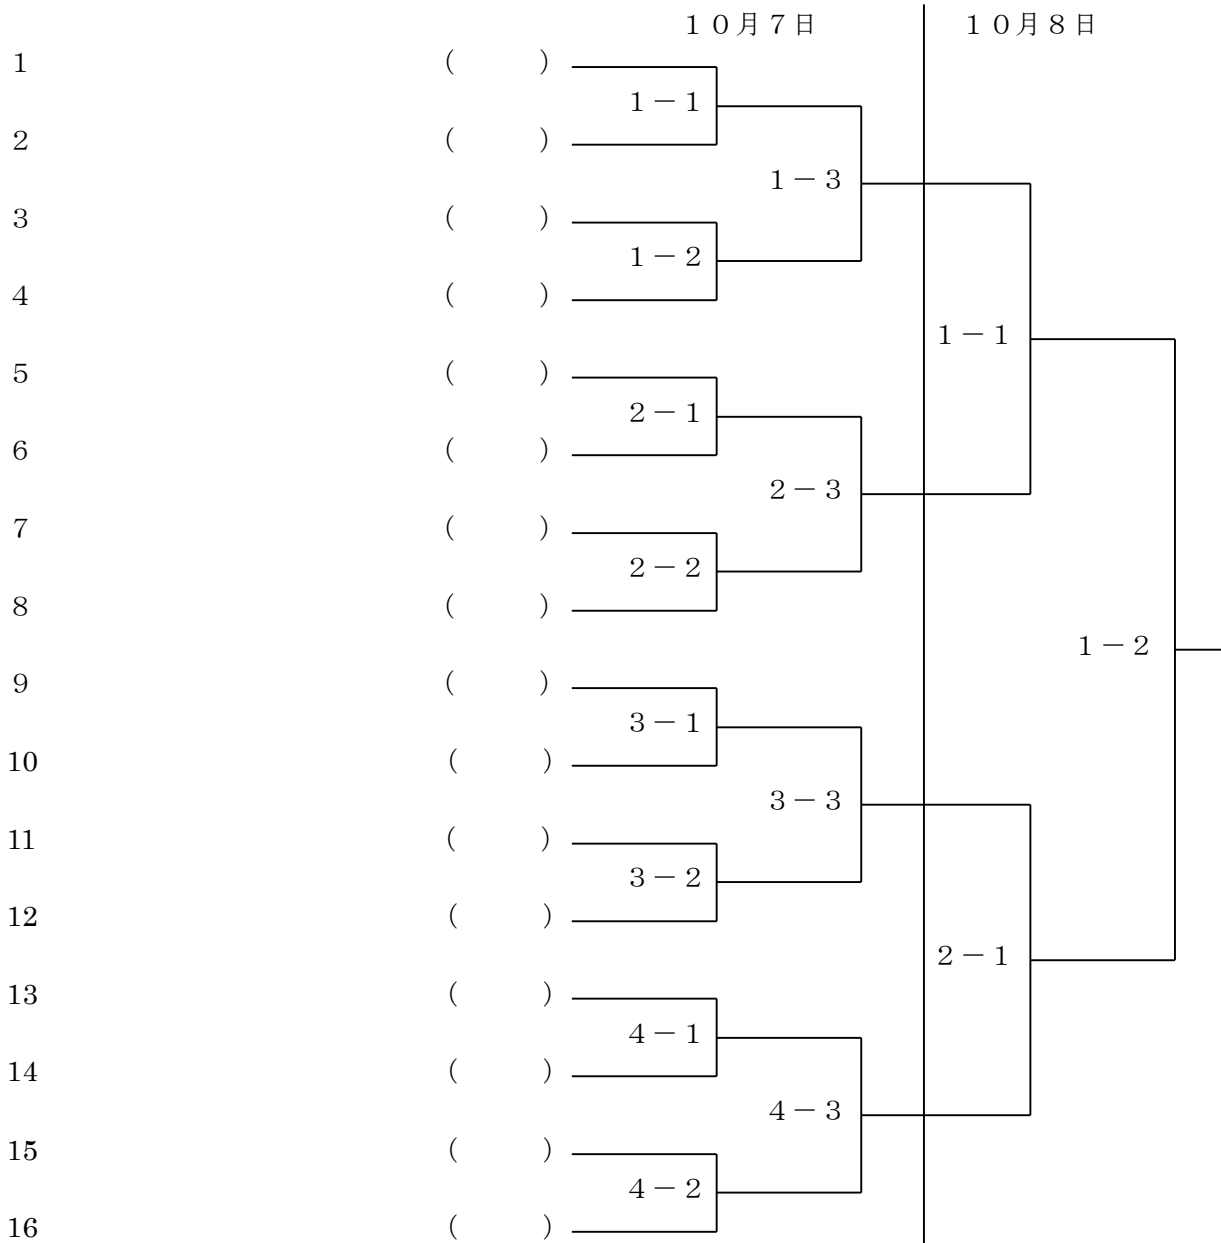 １０月７日 １０月８日
1 ( )
１－１
2 ( )
１－３
3 ( )
１－２
4 ( )
１－１
5 ( )
２－１
6 ( )
２－３
7 ( )
２－２
8 ( )
１－２
9 ( )
３－１
10 ( )
３－３
11 ( )
３－２
12 ( )
２－１
13 ( )
４－１
14 ( )
４－３
15 ( )
４－２
16 ( )